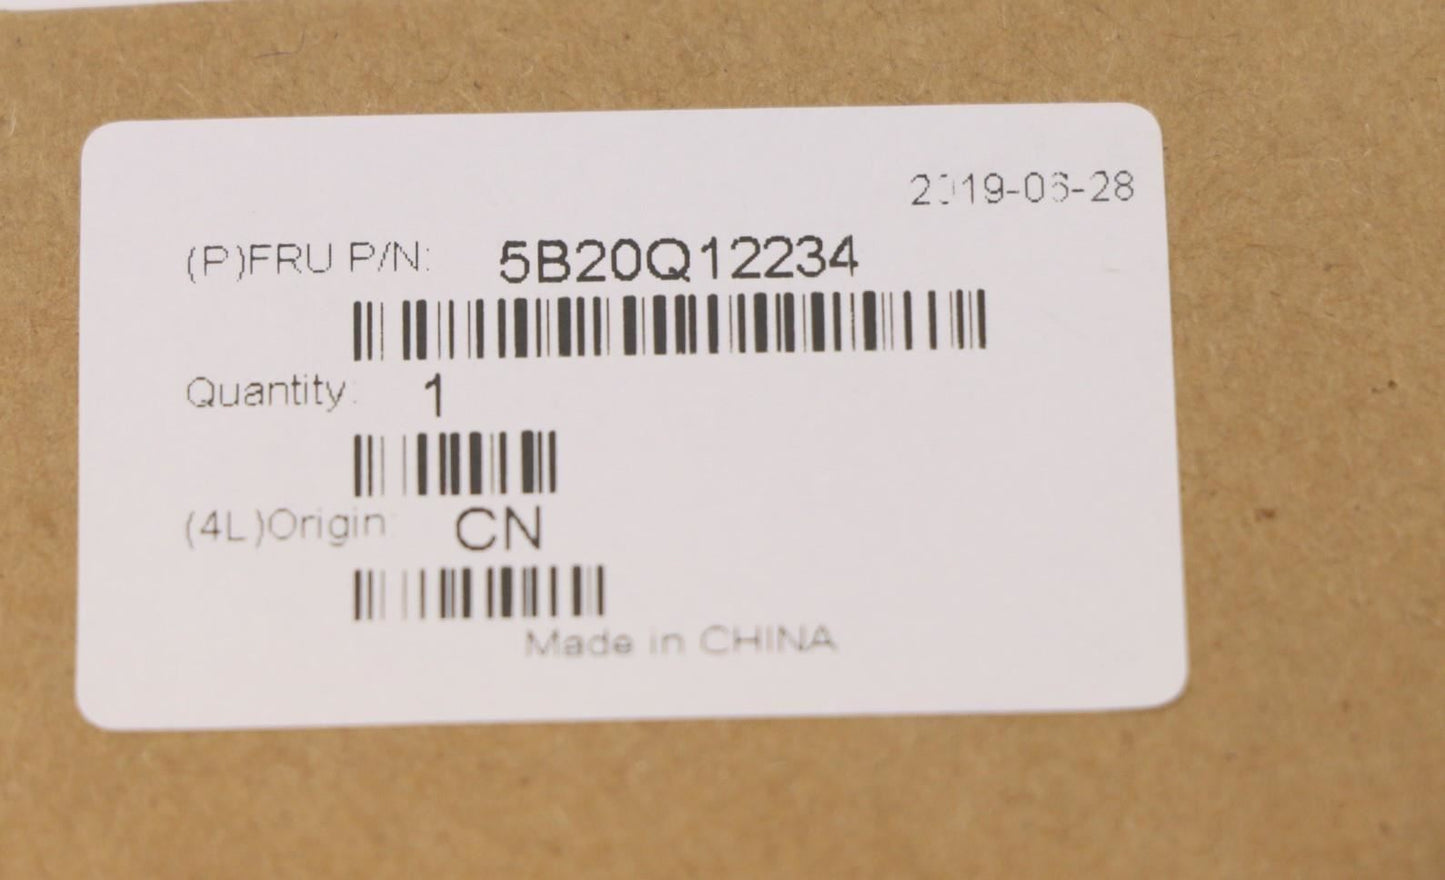 2019-06-28
(P)FRU P/N: 5B20Q12234
Quantity: 1
(4L)Origin: CN
Made in CHINA